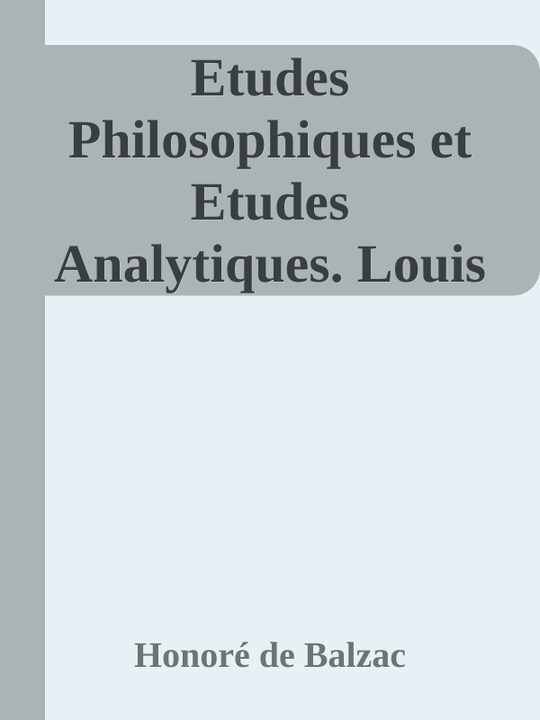 Etudes
Philosophiques et
Etudes
Analytiques. Louis
Honoré de Balzac